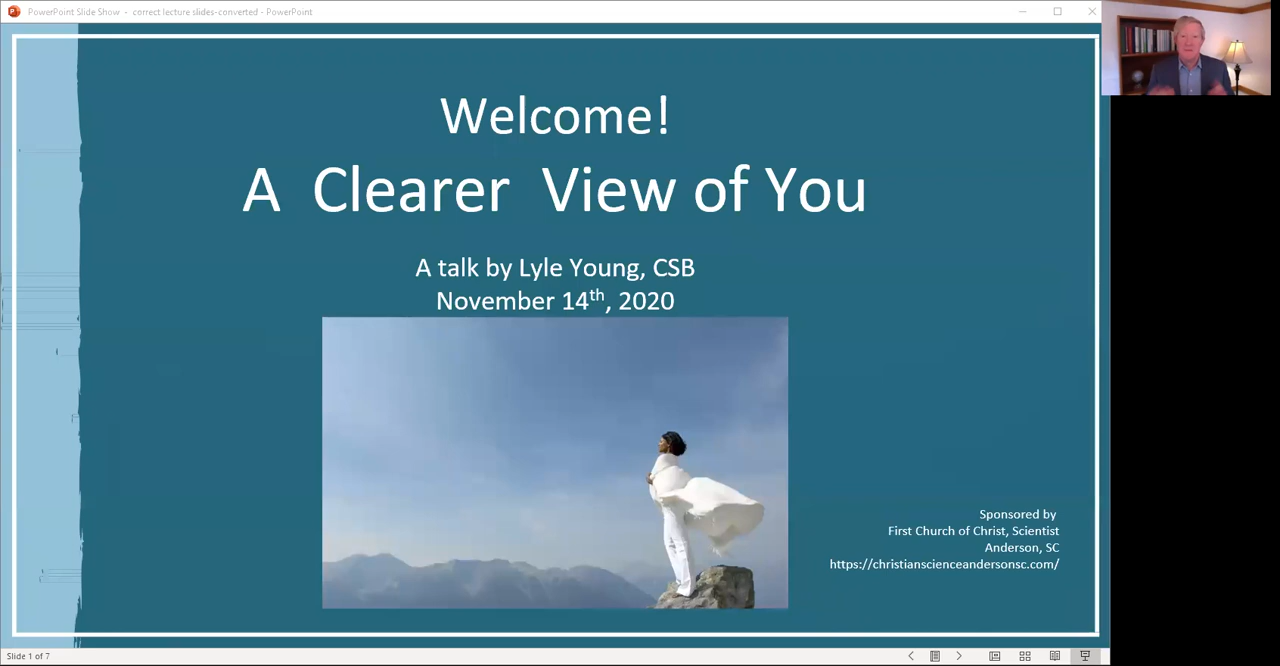 PowerPoint Slide Show - correct lecture slides-converted - PowerPoint
Welcome!
A Clearer View of You
A talk by Lyle Young, CSB
November 14th, 2020
Sponsored by
First Church of Christ, Scientist
Anderson, SC
https://christianscienceandersonsc.com/
Slide 1 of 7